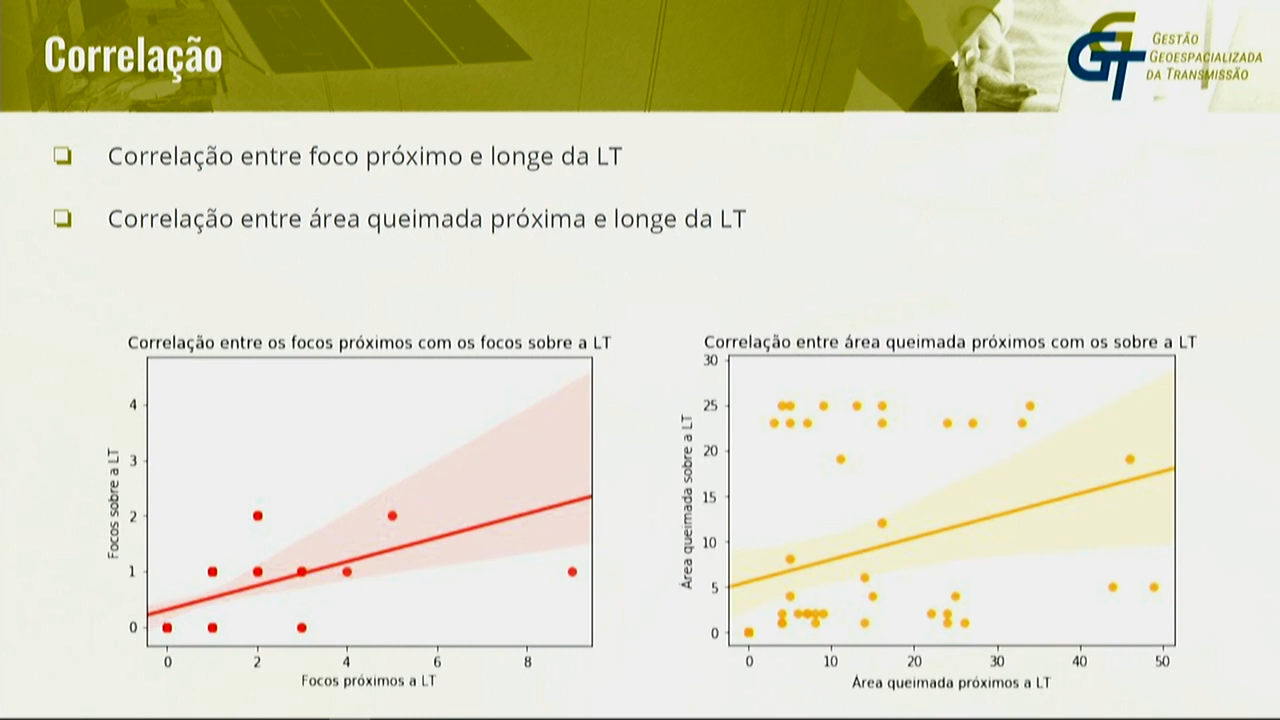 Correlação
GESTÃO
GEOESPACIALIZADA
DA TRANSMISSÃO
Correlação entre foco próximo e longe da LT
Correlação entre área queimada próxima e longe da LT
Correlação entre os focos próximos com os focos sobre a LT
4
3
2
1
0
Focos sobre a LT
0 2 4 6 8
Focos próximos a LT
Correlação entre área queimada próximos com os sobre a LT
30
25
20
15
10
5
0
Área queimada sobre a LT
0 10 20 30 40 50
Área queimada próximos a LT